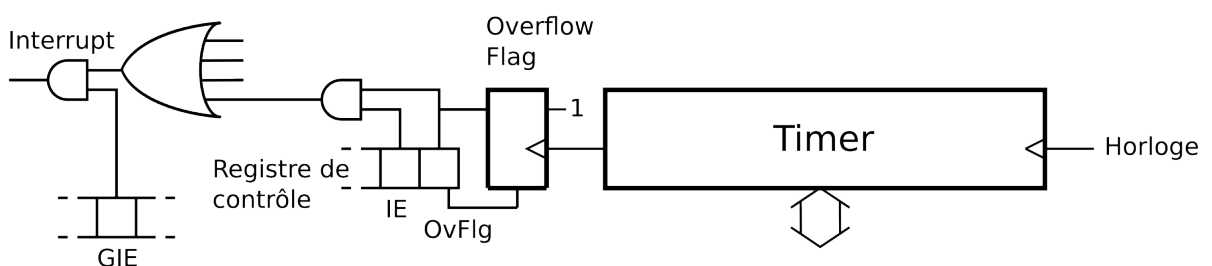 Interrupt
Overflow
Flag
1
Timer
Horloge
Registre de
contrôle
IE
OvFlg
GIE